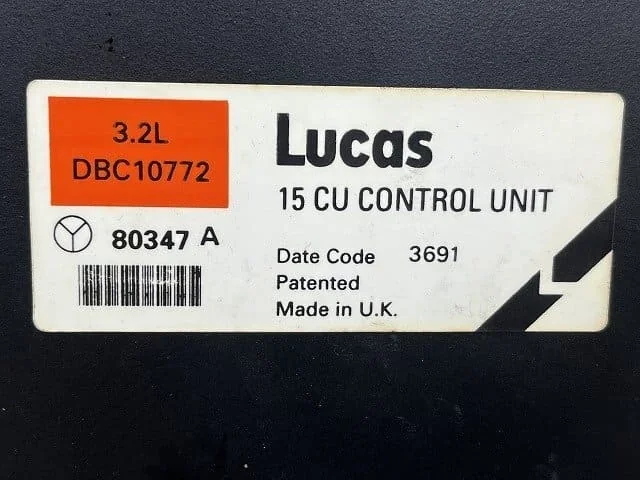 3.2L
DBC10772
80347 A
Lucas
15 CU CONTROL UNIT
Date Code 3691
Patented
Made in U.K.